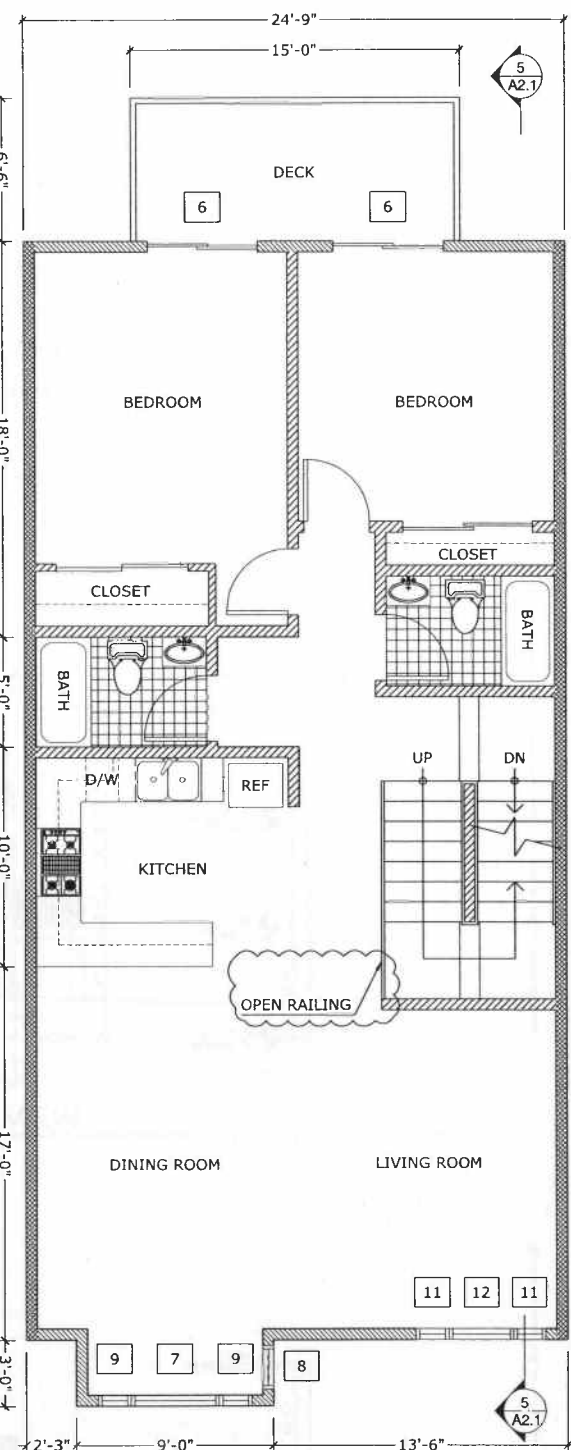 24'-9"
15'-0"
5
A2.1
6'-6"
DECK
6
6
18'-0"
BEDROOM
BEDROOM
CLOSET
CLOSET
BATH
BATH
5'-0"
UP
DN
D/W
REF
10'-0"
KITCHEN
OPEN RAILING
17'-0"
DINING ROOM
LIVING ROOM
11
12
11
9
7
9
8
3'-0"
5
A2.1
2'-3"
9'-0"
13'-6"